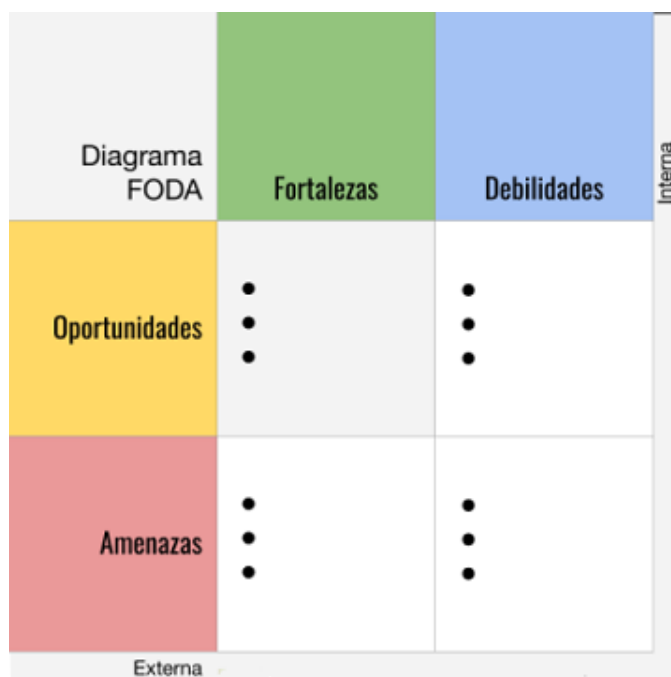 Diagrama
FODA
Fortalezas
Debilidades
Interna
Oportunidades
•
•
•
•
•
•
Amenazas
•
•
•
•
•
•
Externa